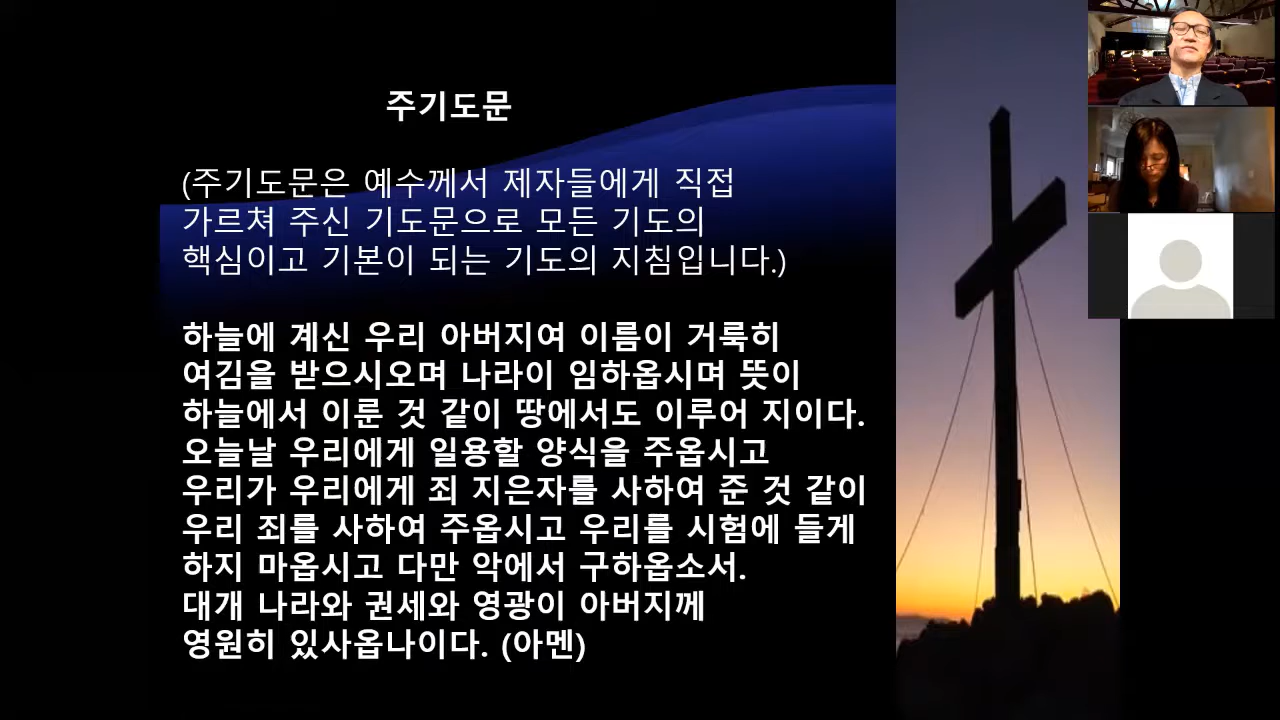 주기도문
(주기도문은 예수께서 제자들에게 직접
가르쳐 주신 기도문으로 모든 기도의
핵심이고 기본이 되는 기도의 지침입니다.)
하늘에 계신 우리 아버지여 이름이 거룩히
여김을 받으시오며 나라이 임하옵시며 뜻이
하늘에서 이룬 것 같이 땅에서도 이루어 지이다.
오늘날 우리에게 일용할 양식을 주옵시고
우리가 우리에게 죄 지은자를 사하여 준 것 같이
우리 죄를 사하여 주옵시고 우리를 시험에 들게
하지 마옵시고 다만 악에서 구하옵소서.
대개 나라와 권세와 영광이 아버지께
영원히 있사옵나이다. (아멘)